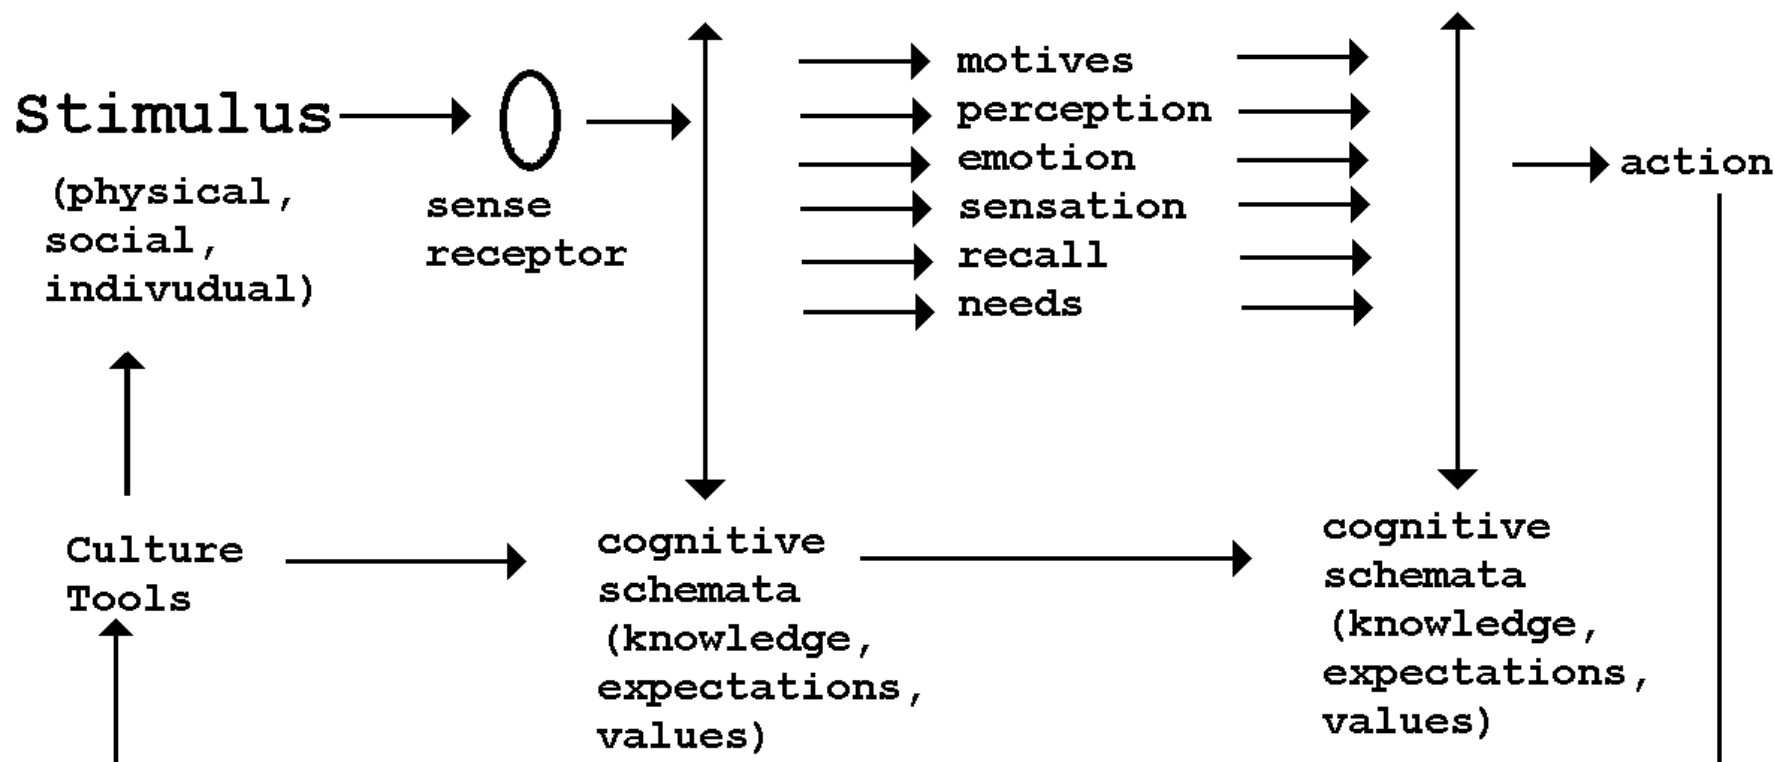 Stimulus
(physical,
social,
indivudual)
sense
receptor
motives
perception
emotion
sensation
recall
needs
action
Culture
Tools
cognitive
schemata
(knowledge,
expectations,
values)
cognitive
schemata
(knowledge,
expectations,
values)